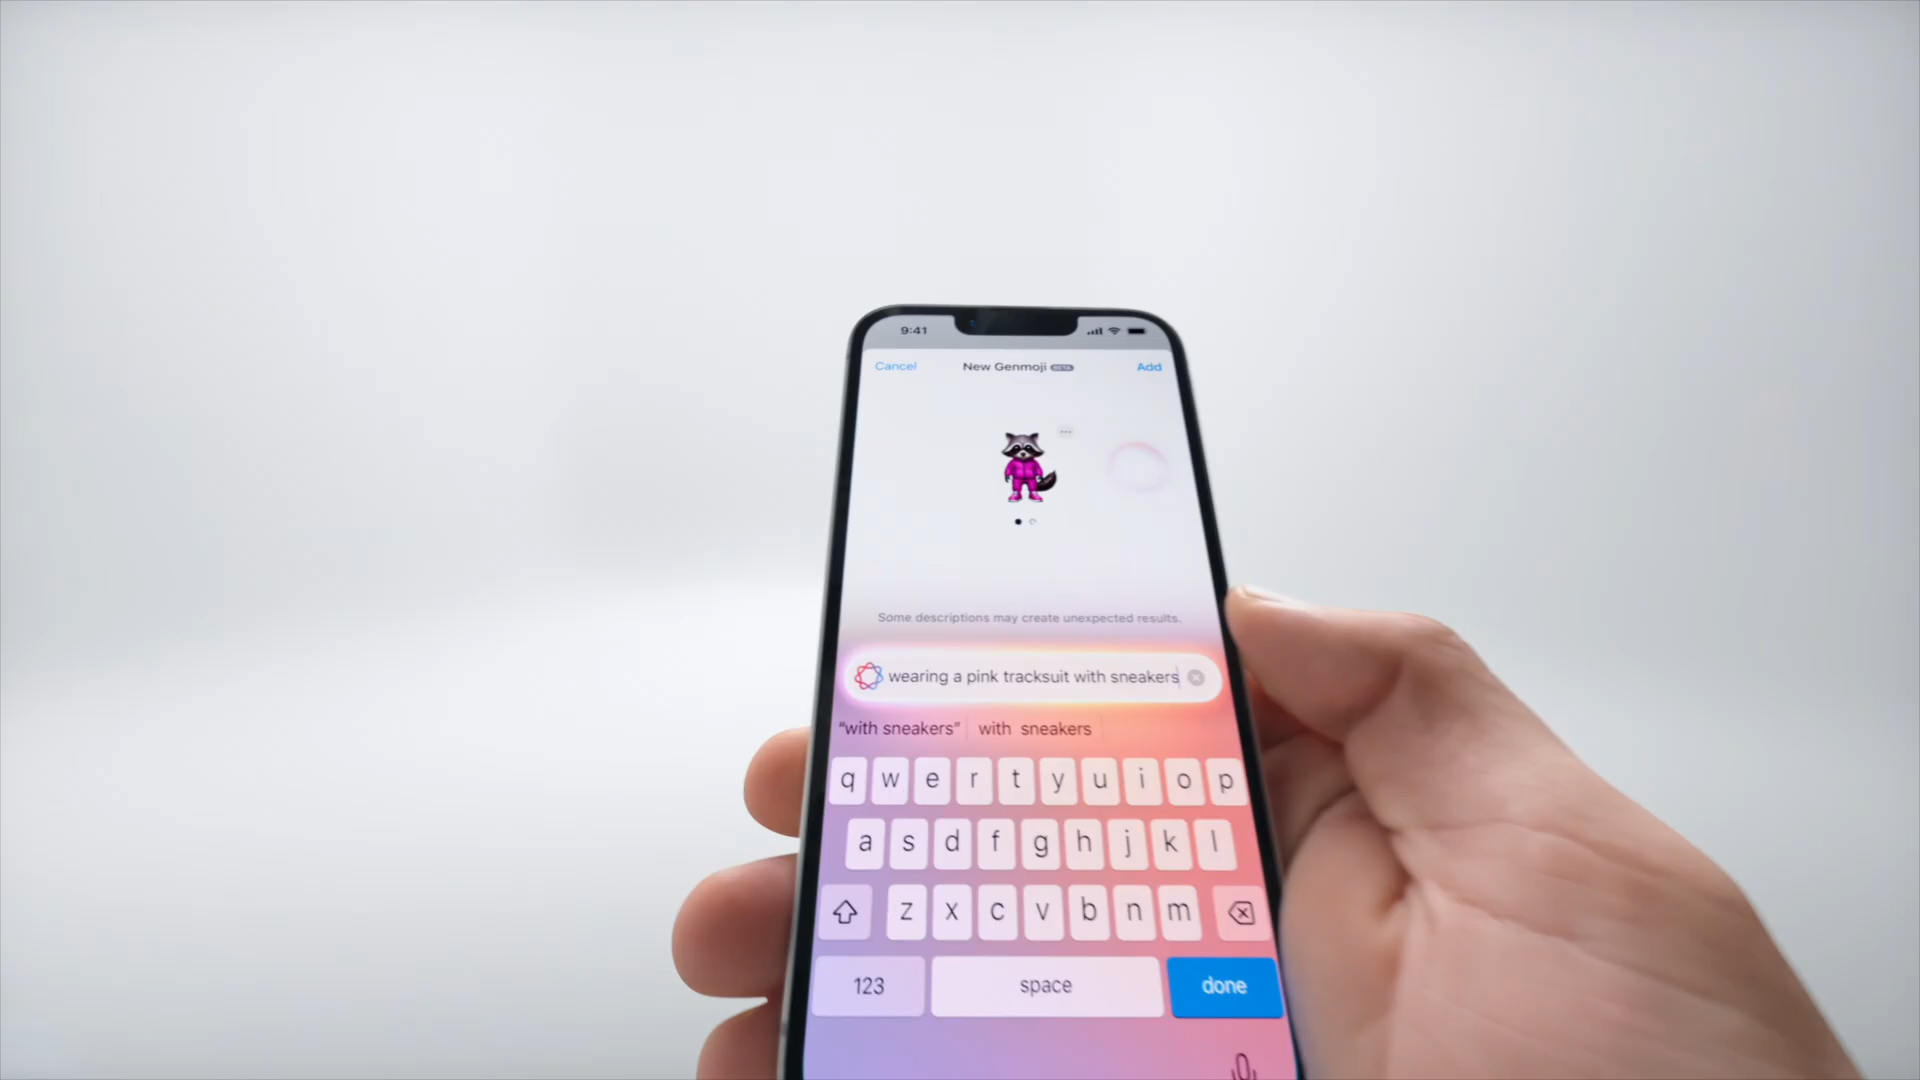 9:41
Cancel New Genmoji BETA Add
Some descriptions may create unexpected results.
wearing a pink tracksuit with sneakers
“with sneakers” with sneakers
q w e r t y u i o p
a s d f g h j k l
z x c v b n m
123 space done